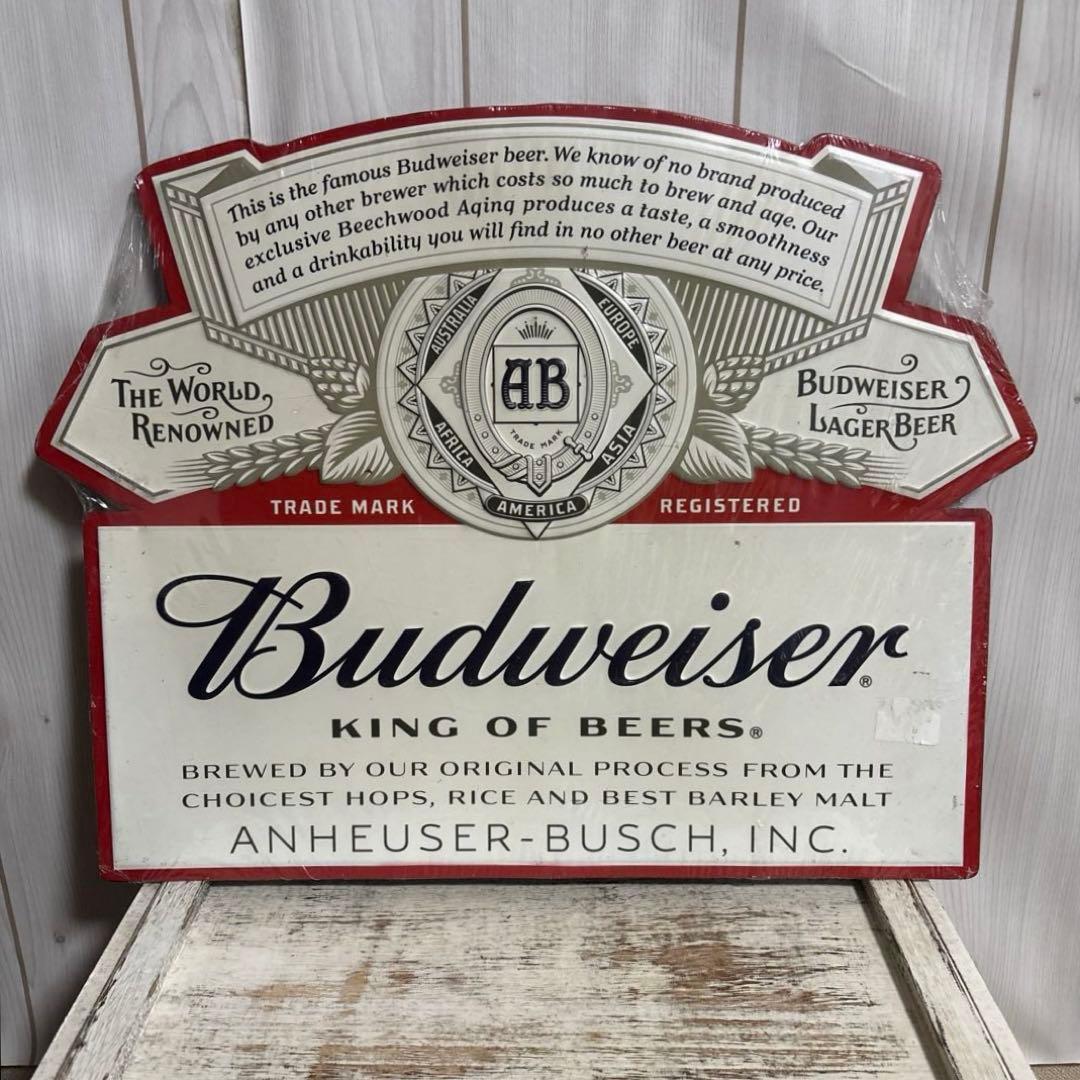 This is the famous Budweiser beer. We know of no brand produced
by any other brewer which costs so much to brew and age. Our
exclusive Beechwood Aging produces a taste, a smoothness
and a drinkability you will find in no other beer at any price.
AUSTRALIA
EUROPE
AB
TRADE MARK
AFRICA
ASIA
AMERICA
THE WORLD
RENOWNED
BUDWEISER
LAGER BEER
TRADE MARK
REGISTERED
Budweiser®
KING OF BEERS®
BREWED BY OUR ORIGINAL PROCESS FROM THE
CHOICEST HOPS, RICE AND BEST BARLEY MALT
ANHEUSER-BUSCH, INC.